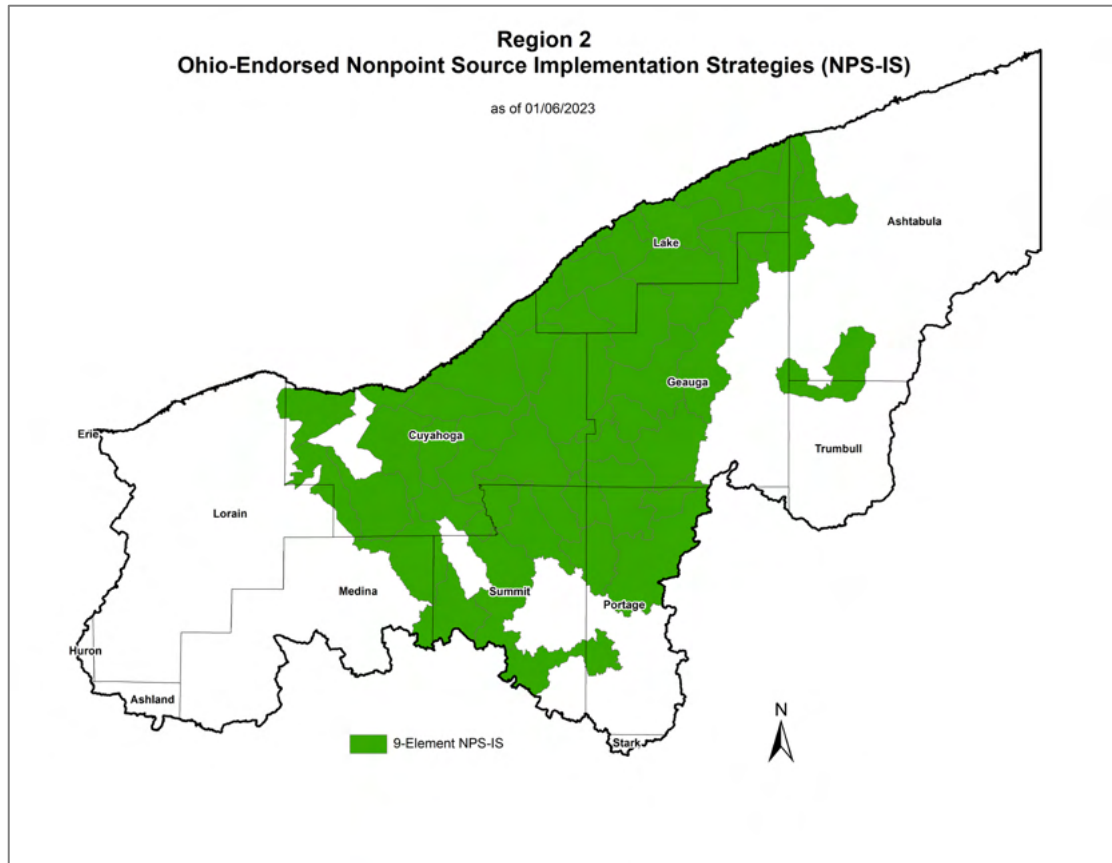 Region 2
Ohio-Endorsed Nonpoint Source Implementation Strategies (NPS-IS)
as of 01/06/2023
Ashtabula
Lake
Geauga
Erie
Cuyahoga
Trumbull
Lorain
Medina
Summit
Portage
Huron
Ashland
N
Stark
9-Element NPS-IS